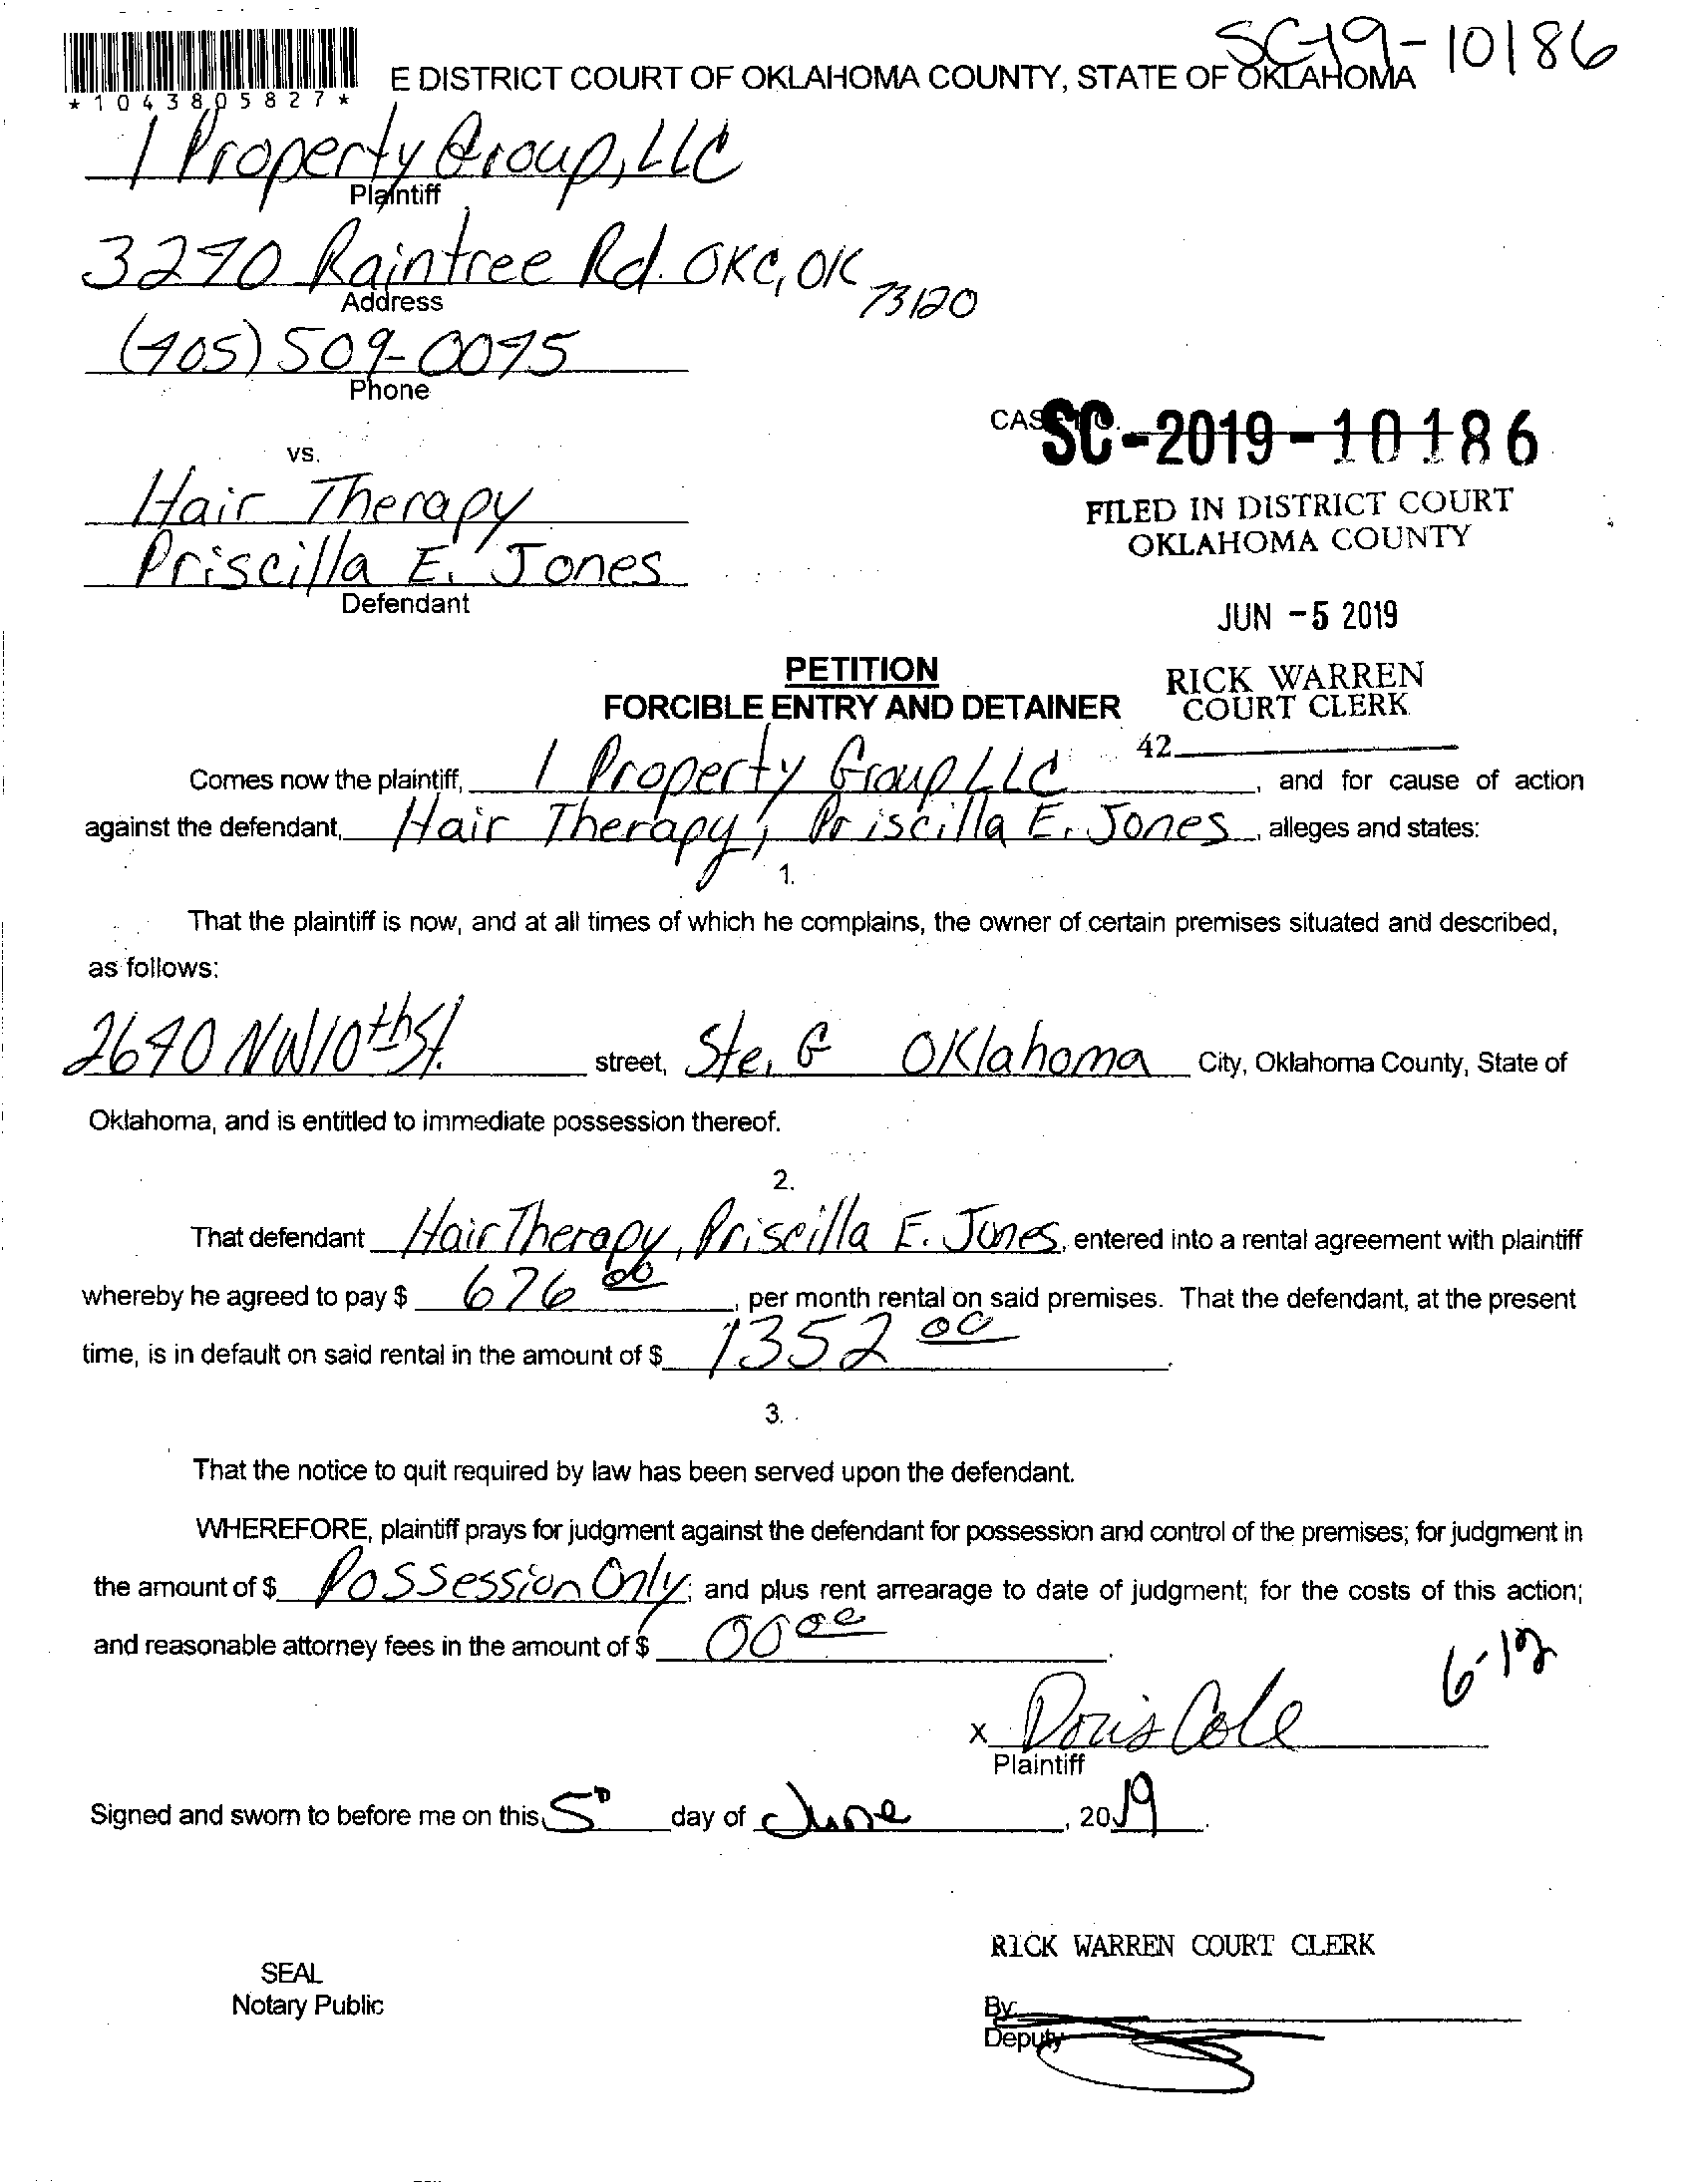 SC19-10186
*1043805827*
E DISTRICT COURT OF OKLAHOMA COUNTY, STATE OF OKLAHOMA
1 Property Group, LLC
Plaintiff
Rd. OKC, OK 73120
Raintree
Address
(405) 509-0075
Phone
CASE NO.
SC-2019-10186
vs.
Hair Therapy
FILED IN DISTRICT COURT
OKLAHOMA COUNTY
Priscilla E. Jones
Defendant
JUN -5 2019
PETITION
RICK WARREN
FORCIBLE ENTRY AND DETAINER
COURT CLERK
42
Comes now the plaintiff, 1 Property Group LLC, and for cause of action
against the defendant, Hair Therapy, Priscilla E. Jones, alleges and states:
1.
That the plaintiff is now, and at all times of which he complains, the owner of certain premises situated and described,
as follows:
2640 NW 10th St. street, Ste. G Oklahoma City, Oklahoma County, State of
Oklahoma, and is entitled to immediate possession thereof.
2.
That defendant Hair Therapy, Priscilla E. Jones, entered into a rental agreement with plaintiff
whereby he agreed to pay $ 676 00, per month rental on said premises. That the defendant, at the present
time, is in default on said rental in the amount of $ 1352 00.
3.
That the notice to quit required by law has been served upon the defendant.
WHEREFORE, plaintiff prays for judgment against the defendant for possession and control of the premises; for judgment in
the amount of $ Possession Only; and plus rent arrearage to date of judgment; for the costs of this action;
and reasonable attorney fees in the amount of $ 00 00.
6-12
x Doris Cole
Plaintiff
Signed and sworn to before me on this 5 day of June, 2019.
RICK WARREN COURT CLERK
SEAL
Notary Public
By
Deputy